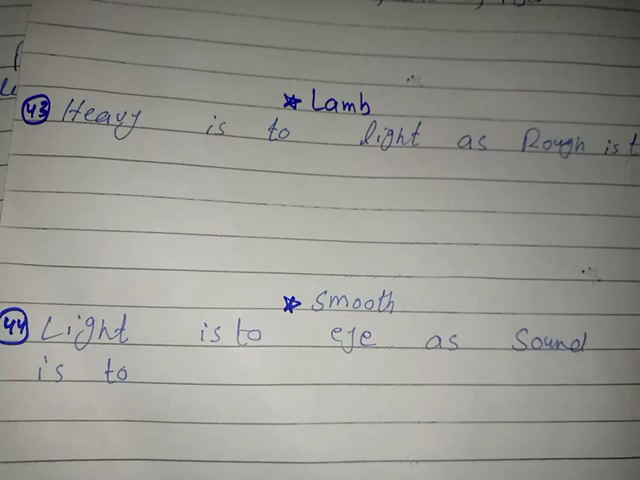 * Lamb
43 Heavy is to light as Rough is t
* Smooth
44 Light is to eye as Sound
is to